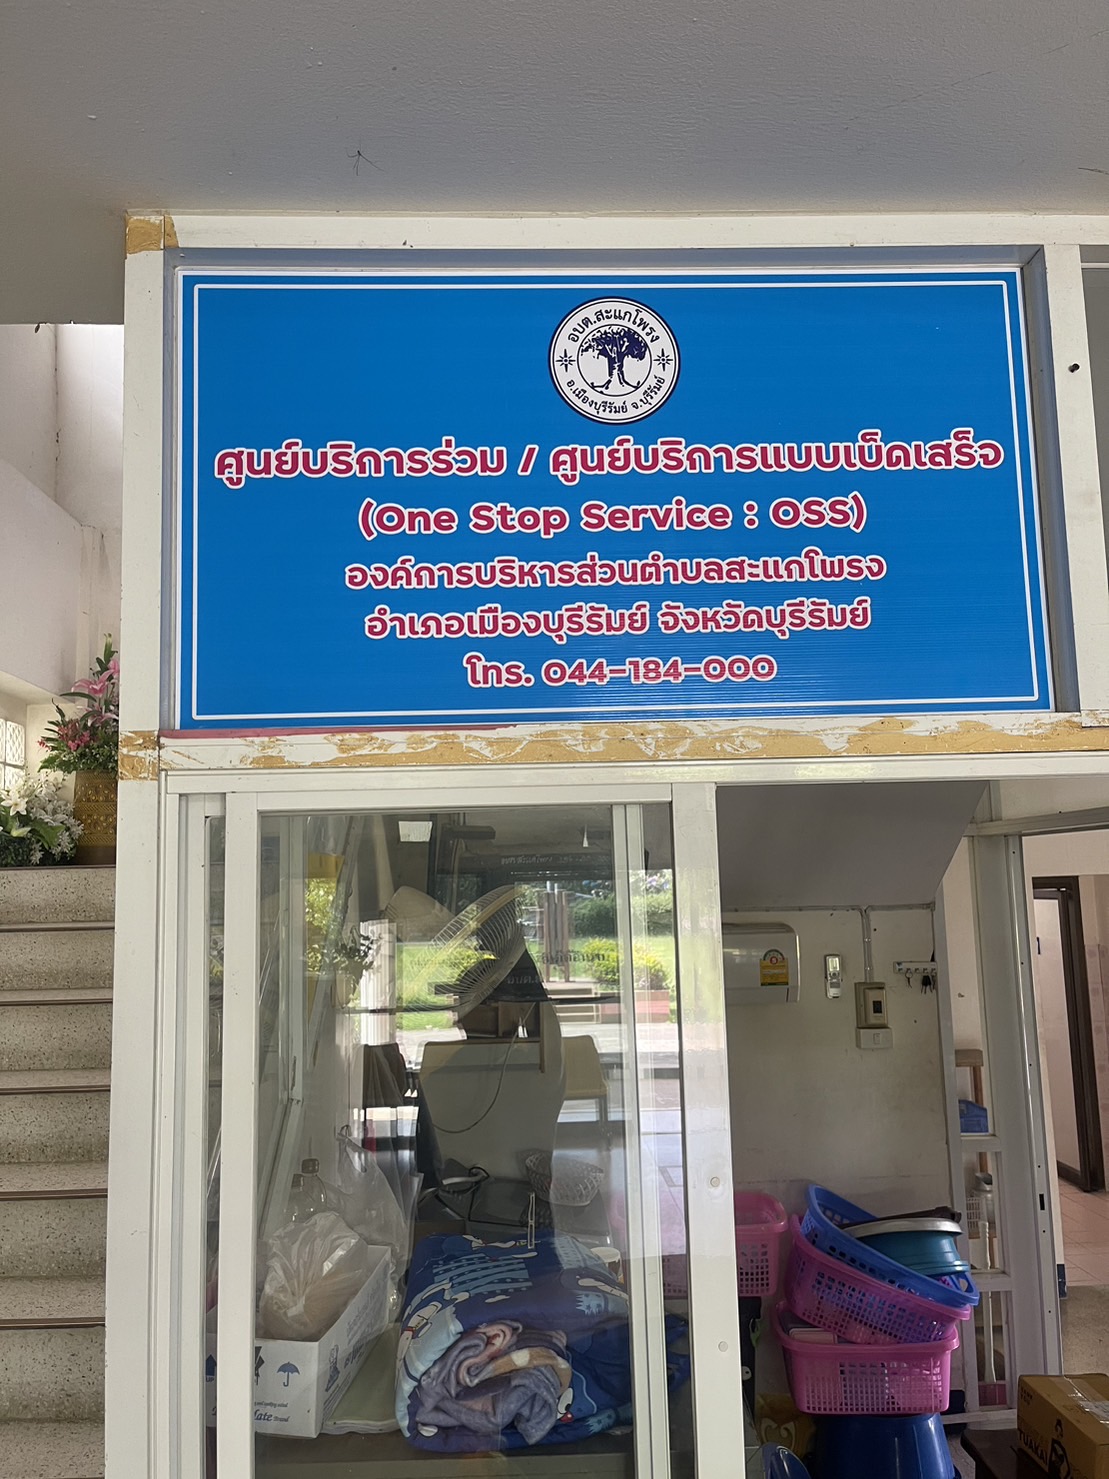 อบต.สะแกโพรง
อ.เมืองบุรีรัมย์ จ.บุรีรัมย์
ศูนย์บริการร่วม / ศูนย์บริการแบบเบ็ดเสร็จ
(One Stop Service : OSS)
องค์การบริหารส่วนตำบลสะแกโพรง
อำเภอเมืองบุรีรัมย์ จังหวัดบุรีรัมย์
โทร. 044-184-000